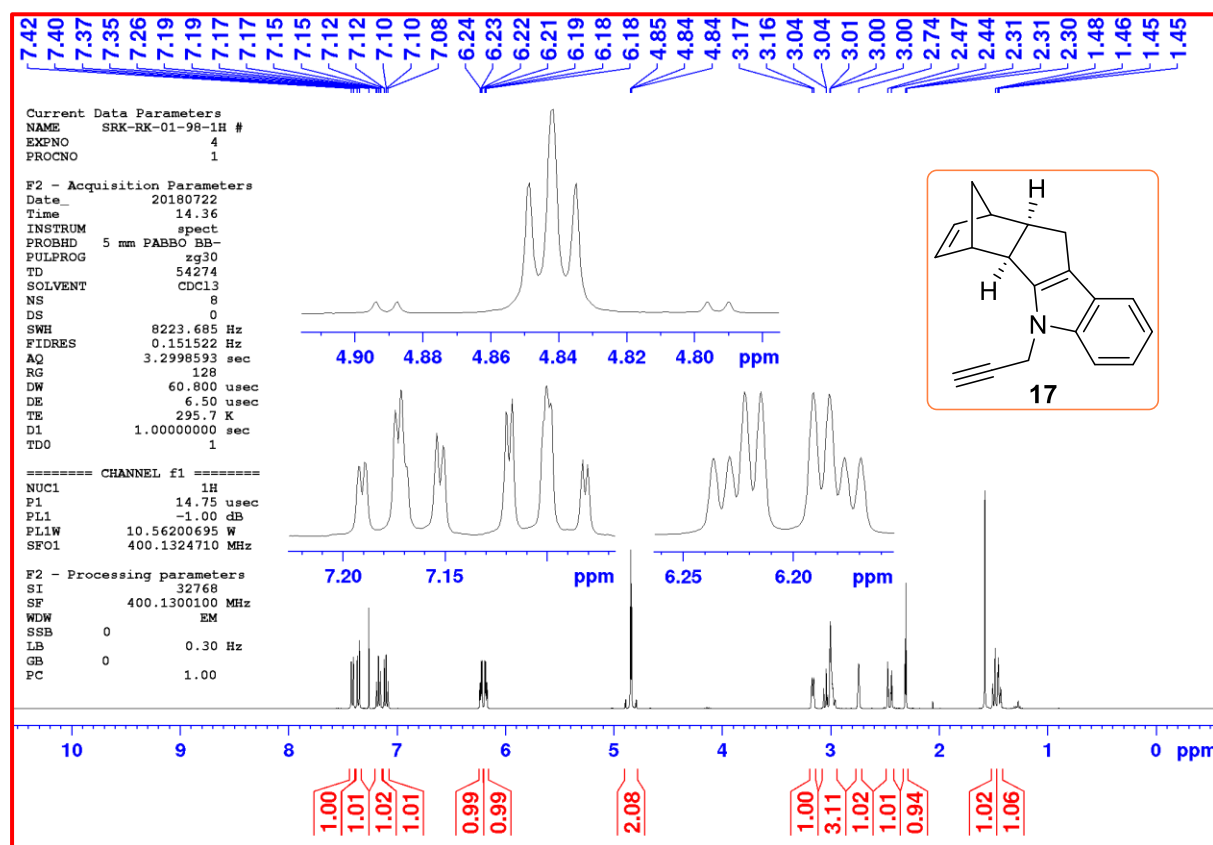 7.42 7.40 7.37 7.35 7.26 7.19 7.19 7.17 7.17 7.15 7.12 7.12 7.10 7.10 7.08 6.24 6.23 6.22 6.21 6.19 6.18 6.18 4.85 4.84 4.84 3.17 3.16 3.04 3.04 3.01 3.00 3.00 2.74 2.47 2.44 2.31 2.31 2.30 1.48 1.46 1.45 1.45
Current Data Parameters
NAME SRK-RK-01-98-1H #
EXPNO 4
PROCNO 1
F2 - Acquisition Parameters
Date_ 20180722
Time 14.36
INSTRUM spect
PROBHD 5 mm PABBO BB-
PULPROG zg30
TD 54274
SOLVENT CDCl3
NS 8
DS 0
SWH 8223.685 Hz
FIDRES 0.151522 Hz
AQ 3.2998593 sec
RG 128
DW 60.800 usec
DE 6.50 usec
TE 295.7 K
D1 1.00000000 sec
TD0 1
======== CHANNEL f1 ========
NUC1 1H
P1 14.75 usec
PL1 -1.00 dB
PL1W 10.56200695 W
SFO1 400.1324710 MHz
F2 - Processing parameters
SI 32768
SF 400.1300100 MHz
WDW EM
SSB 0
LB 0.30 Hz
GB 0
PC 1.00
4.90 4.88 4.86 4.84 4.82 4.80 ppm
7.20 7.15 ppm
6.25 6.20 ppm
H
H
N
17
10 9 8 7 6 5 4 3 2 1 0 ppm
1.00 1.01 1.02 1.01 0.99 0.99 2.08 1.00 3.11 1.02 1.01 0.94 1.02 1.06